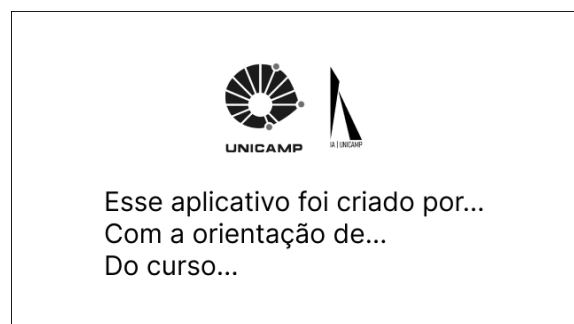 UNICAMP
IA | UNICAMP
Esse aplicativo foi criado por...
Com a orientação de...
Do curso...